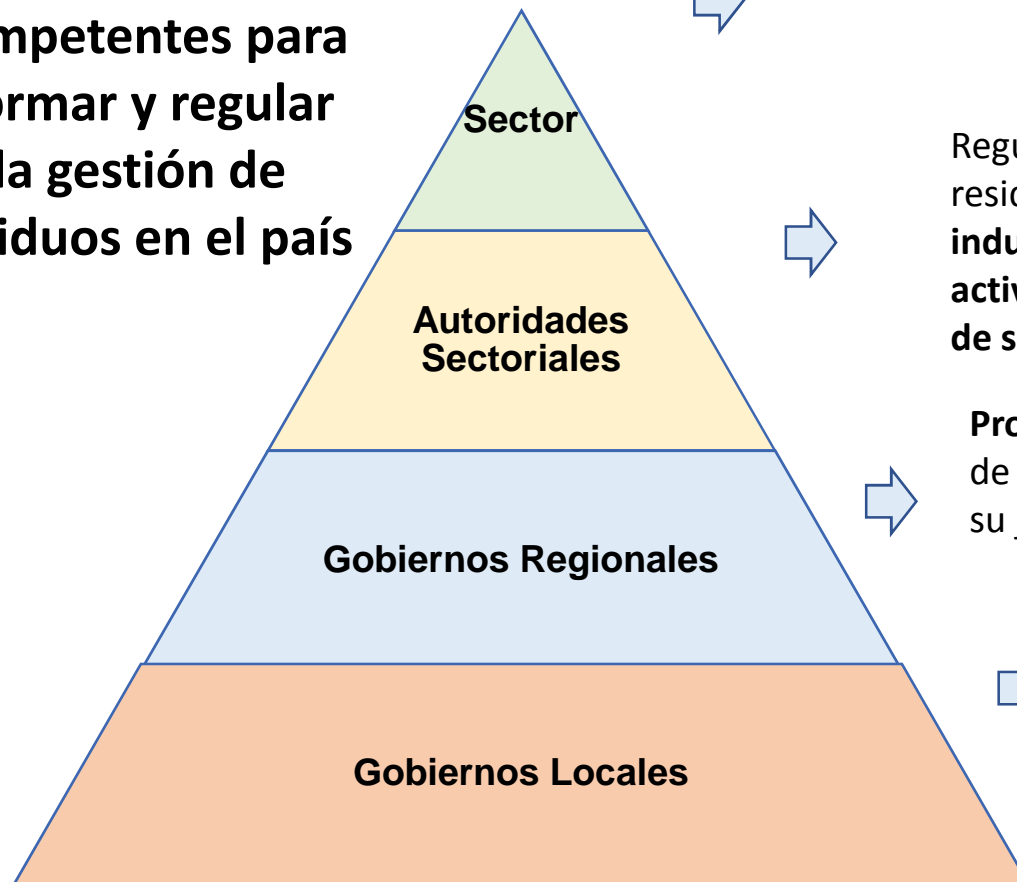 mpetentes para
ormar y regular
la gestión de
iduos en el país
Sector
Autoridades
Sectoriales
Gobiernos Regionales
Gobiernos Locales
Regu
resid
indu
activ
de s
Pro
de
su